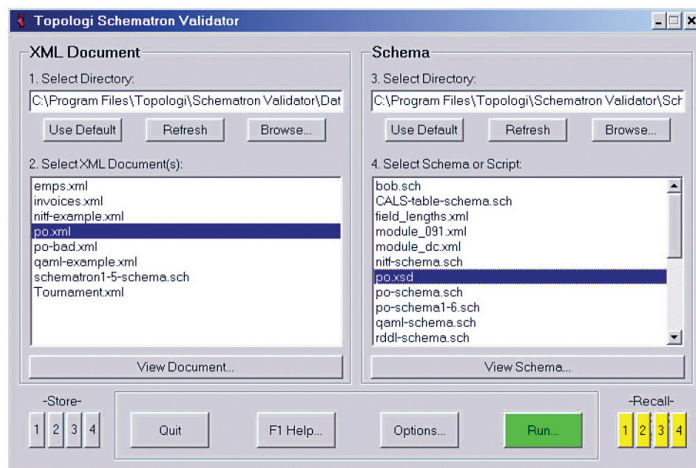 Topologi Schematron Validator
XML Document
1. Select Directory:
C:\Program Files\Topologi\Schematron Validator\Dat
Use Default
Refresh
Browse...
2. Select XML Document(s):
emps.xml
invoices.xml
nitf-example.xml
po.xml
po-bad.xml
qaml-example.xml
schematron1-5-schema.sch
Tournament.xml
View Document...
Schema
3. Select Directory:
C:\Program Files\Topologi\Schematron Validator\Sch
Use Default
Refresh
Browse...
4. Select Schema or Script:
bob.sch
CALS-table-schema.sch
field_lengths.xml
module_091.xml
module_dc.xml
nitf-schema.sch
po.xsd
po-schema.sch
po-schema1-6.sch
qaml-schema.sch
rddl-schema.sch
View Schema...
-Store-
1 2 3 4
Quit
F1 Help...
Options...
Run...
-Recall-
1 2 3 4